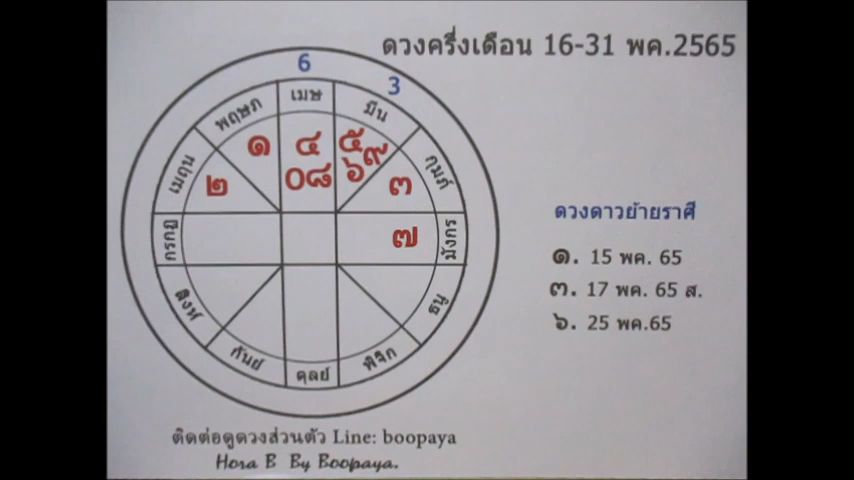 ดวงครึ่งเดือน 16-31 พค.2565
6
3
เมษ
พฤษภ
มีน
เมถุน
กุมภ์
๑
๔
๕
๙
๐๘
๖
๒
๓
กรกฎ
๗
มังกร
สิงห์
ธนู
กันย์
ตุลย์
พิจิก
ดวงดาวย้ายราศี
๑. 15 พค. 65
๓. 17 พค. 65 ส.
๖. 25 พค.65
ติดต่อดูดวงส่วนตัว Line: boopaya
Hora B By Boopaya.